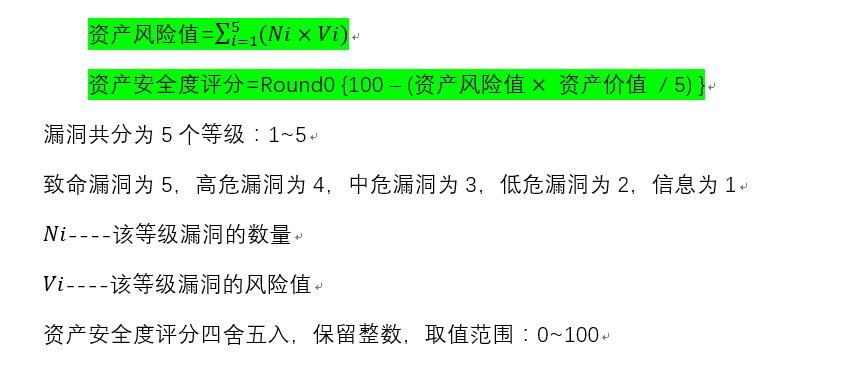 资产风险值=∑⁵ᵢ₌₁(Ni × Vi)
资产安全度评分=Round0 {100 – (资产风险值 × 资产价值 / 5) }
漏洞共分为 5 个等级：1~5
致命漏洞为 5，高危漏洞为 4，中危漏洞为 3，低危漏洞为 2，信息为 1
Ni----该等级漏洞的数量
Vi----该等级漏洞的风险值
资产安全度评分四舍五入，保留整数，取值范围：0~100